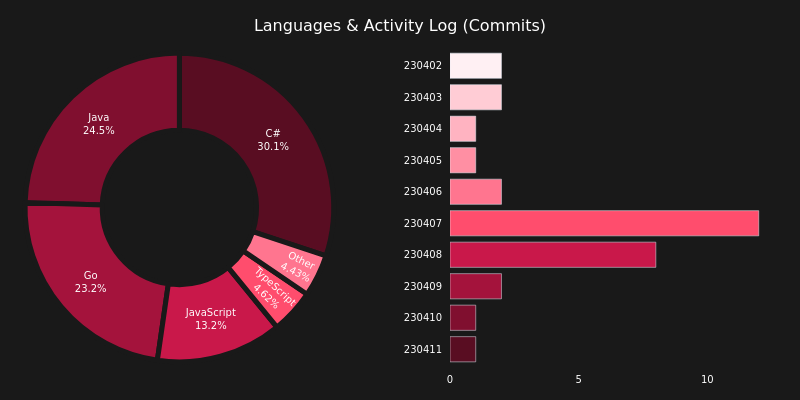 Languages & Activity Log (Commits)
C#
30.1%
Java
24.5%
Go
23.2%
JavaScript
13.2%
TypeScript
4.62%
Other
4.43%
230402
230403
230404
230405
230406
230407
230408
230409
230410
230411
0 5 10